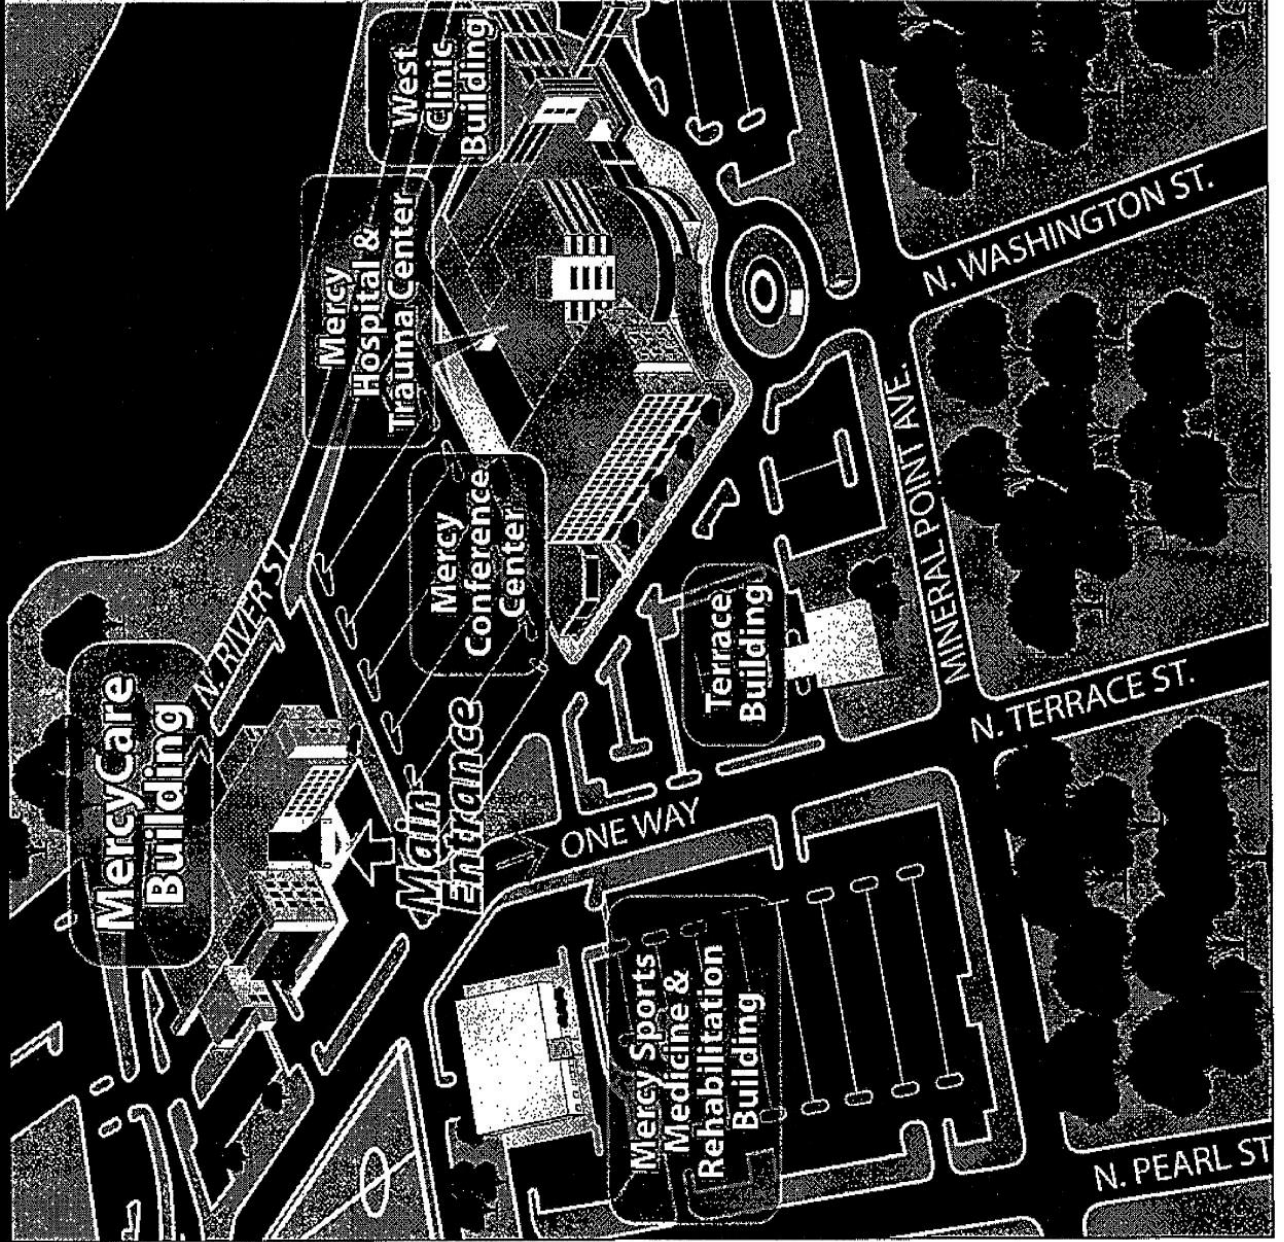 MercyCare
Building
N. RIVER ST.
Mercy
Hospital &
Trauma Center
West
Clinic
Building
Mercy
Conference
Center
Main
Entrance
ONE WAY
Terrace
Building
Mercy Sports
Medicine &
Rehabilitation
Building
MINERAL POINT AVE.
N. WASHINGTON ST.
N. TERRACE ST.
N. PEARL ST